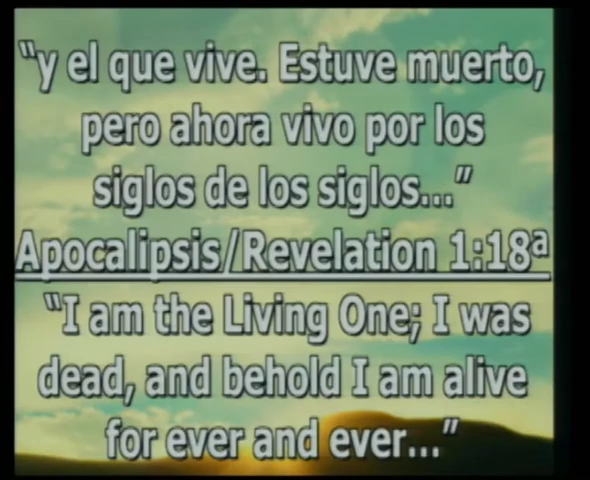 “y el que vive. Estuve muerto,
pero ahora vivo por los
siglos de los siglos...”
Apocalipsis/Revelation 1:18ª
“I am the Living One; I was
dead, and behold I am alive
for ever and ever...”